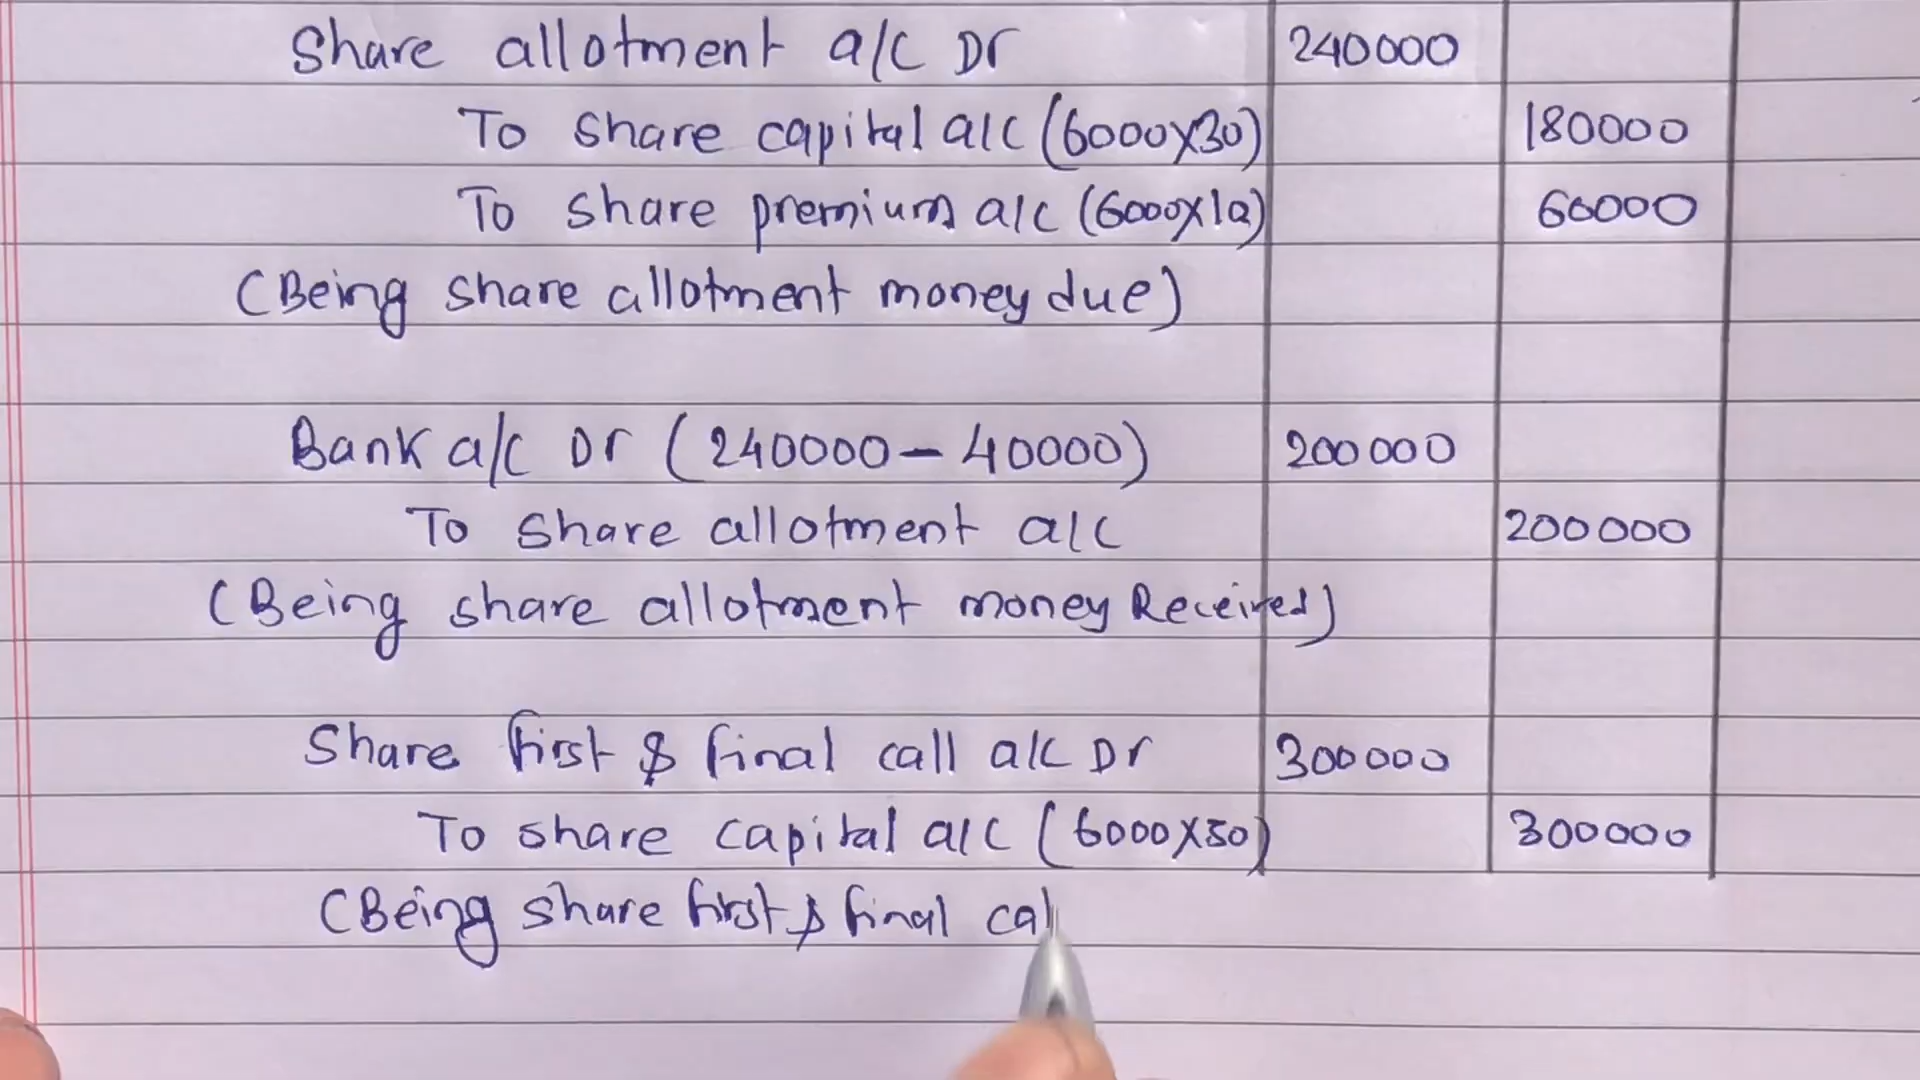 Share allotment a/c Dr 240000
To share capital a/c (6000X30) 180000
To share premium a/c (6000X10) 60000
(Being share allotment money due)
Bank a/c Dr (240000-40000) 200000
To share allotment a/c 200000
(Being share allotment money Received)
Share first & final call a/c Dr 300000
To share capital a/c (6000X50) 300000
(Being share first & final cal